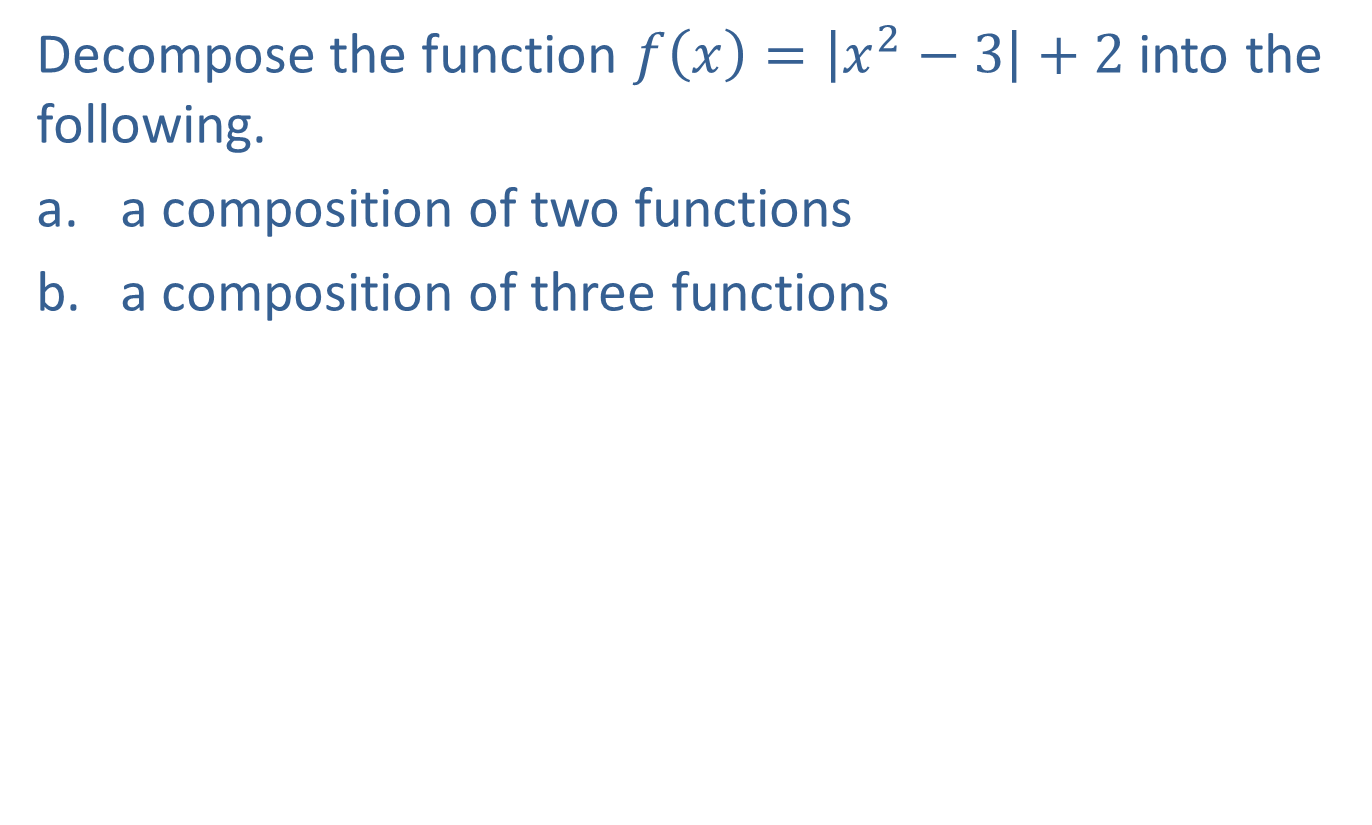 Decompose the function 𝑓(𝑥) = |𝑥² − 3| + 2 into the
following.
a. a composition of two functions
b. a composition of three functions